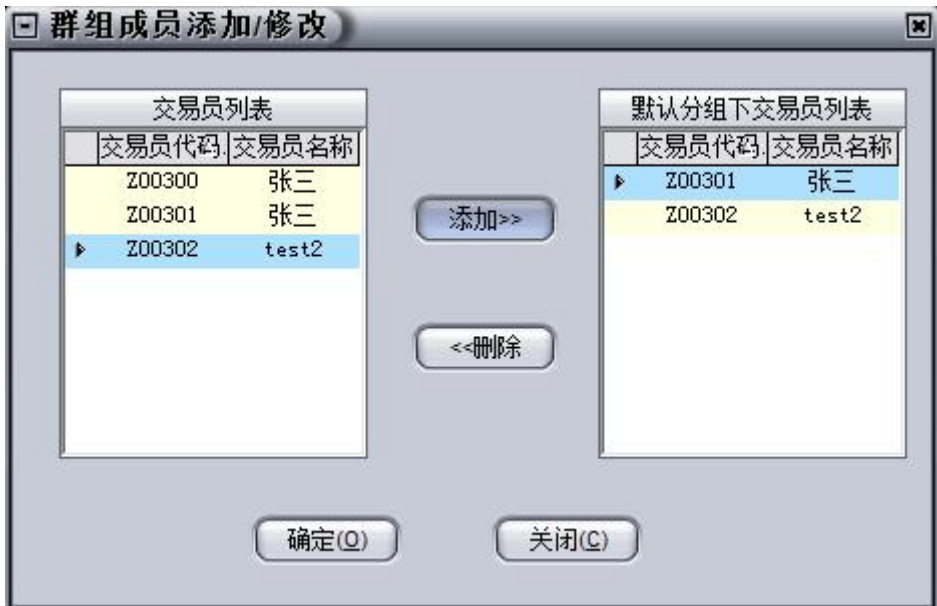 群组成员添加/修改
交易员列表
交易员代码. 交易员名称
Z00300 张三
Z00301 张三
Z00302 test2
添加>>
<<删除
默认分组下交易员列表
交易员代码. 交易员名称
Z00301 张三
Z00302 test2
确定(O)
关闭(C)